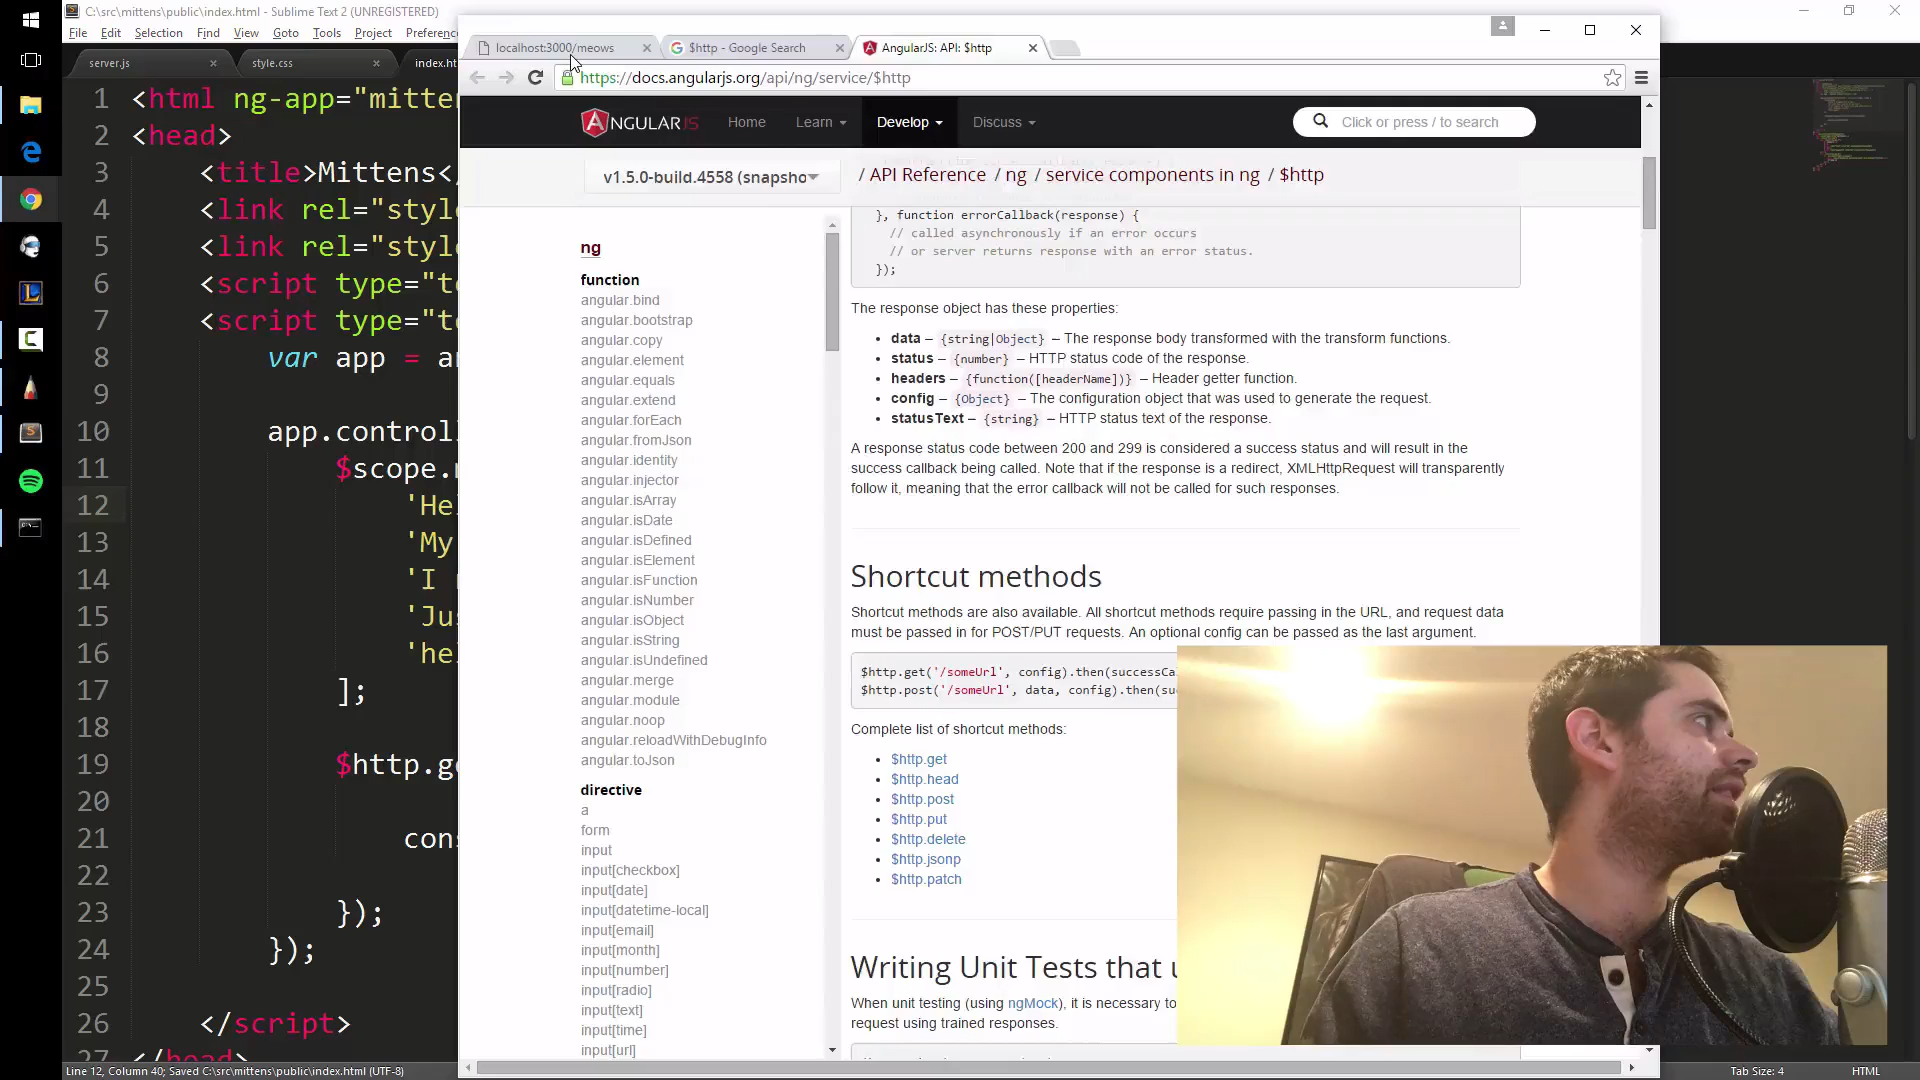 C:\src\mittens\public\index.html - Sublime Text 2 (UNREGISTERED)
File Edit Selection Find View Goto Tools Project
server.js × style.css ×
1 <html ng-app="
2 <head>
3 <title>Mittens<
4 <link rel="
5 <link rel="
6 <script type="
7 <script type="
8 var app =
9
10
11
12
13 'My
14 'I
15
16
17 ];
18
19
20
21
22
23 });
24 });
25
26 </script>
27
Line 12, Column 40; Saved C:\src\mittens\public\index.html (UTF-8)
Tab Size: 4 HTML
localhost:3000/meows × $http - Google Search × AngularJS: API: $http ×
https://docs.angularjs.org/api/ng/service/$http
ANGULARJS Home Learn Develop Discuss Click or press / to search
v1.5.0-build.4558 / API Reference / ng / service components in ng / $http
ng
function
angular.bind
angular.bootstrap
angular.copy
angular.element
angular.equals
angular.extend
angular.forEach
angular.fromJson
angular.identity
angular.injector
angular.isArray
angular.isDate
angular.isDefined
angular.isElement
angular.isFunction
angular.isNumber
angular.isObject
angular.isString
angular.isUndefined
angular.merge
angular.module
angular.noop
angular.reloadWithDebugInfo
angular.toJson
directive
a
form
input
input[checkbox]
input[date]
input[datetime-local]
input[email]
input[month]
input[number]
input[radio]
input[text]
input[time]
input[url]
}, function errorCallback(response) {
// called asynchronously if an error occurs
// or server returns response with an error status.
});
The response object has these properties:
• data – {string|Object} – The response body transformed with the transform functions.
• status – {number} – HTTP status code of the response.
• headers – {function([headerName])} – Header getter function.
• config – {Object} – The configuration object that was used to generate the request.
• statusText – {string} – HTTP status text of the response.
A response status code between 200 and 299 is considered a success status and will result in the
success callback being called. Note that if the response is a redirect, XMLHttpRequest will transparently
follow it, meaning that the error callback will not be called for such responses.
Shortcut methods
Shortcut methods are also available. All shortcut methods require passing in the URL, and request data
must be passed in for POST/PUT requests. An optional config can be passed as the last argument.
$http.get('/someUrl', config).then(
$http.post('/someUrl', data, config).then(
Complete list of shortcut methods:
• $http.get
• $http.head
• $http.post
• $http.put
• $http.delete
• $http.jsonp
• $http.patch
Writing Unit Tests that
When unit testing (using ngMock), it is necessary to
request using trained responses.